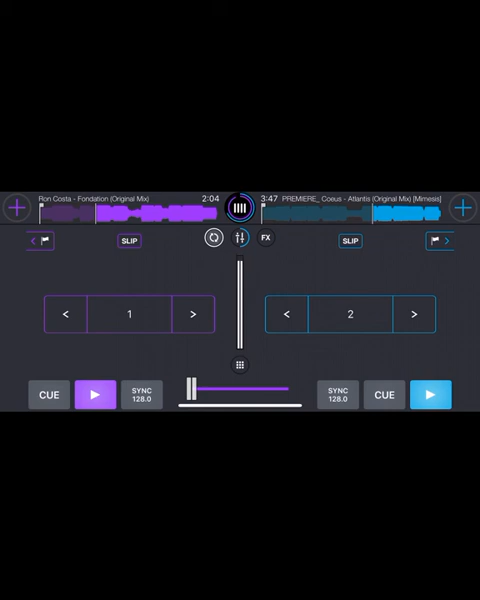 Ron Costa - Fondation (Original Mix) 2:04
3:47 PREMIERE_ Coeus - Atlantis (Original Mix) [Mimesis]
SLIP FX SLIP
< 1 > < 2 >
CUE SYNC 128.0 SYNC 128.0 CUE